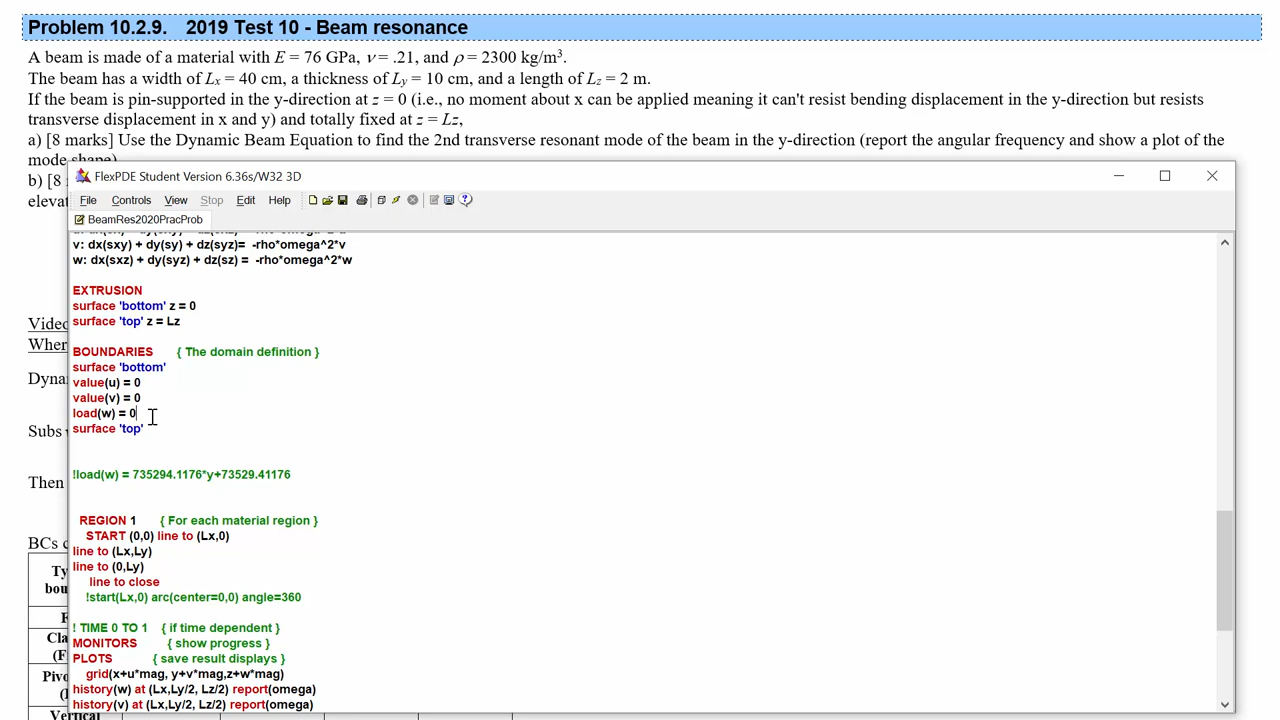 Problem 10.2.9. 2019 Test 10 - Beam resonance
A beam is made of a material with E = 76 GPa, ν = .21, and ρ = 2300 kg/m³.
The beam has a width of Lx = 40 cm, a thickness of Ly = 10 cm, and a length of Lz = 2 m.
If the beam is pin-supported in the y-direction at z = 0 (i.e., no moment about x can be applied meaning it can't resist bending displacement in the y-direction but resists
transverse displacement in x and y) and totally fixed at z = Lz,
a) [8 marks] Use the Dynamic Beam Equation to find the 2nd transverse resonant mode of the beam in the y-direction (report the angular frequency and show a plot of the
mode shape)
b) [8
FlexPDE Student Version 6.36s/W32 3D
File Controls View Stop Edit Help
BeamRes2020PracProb
v: dx(sxy) + dy(sy) + dz(syz)= -rho*omega^2*v
w: dx(sxz) + dy(syz) + dz(sz) = -rho*omega^2*w
EXTRUSION
surface 'bottom' z = 0
surface 'top' z = Lz
BOUNDARIES { The domain definition }
surface 'bottom'
value(u) = 0
value(v) = 0
load(w) = 0
surface 'top'
!load(w) = 735294.1176*y+73529.41176
REGION 1 { For each material region }
START (0,0) line to (Lx,0)
line to (Lx,Ly)
line to (0,Ly)
line to close
!start(Lx,0) arc(center=0,0) angle=360
! TIME 0 TO 1 { if time dependent }
MONITORS { show progress }
PLOTS { save result displays }
grid(x+u*mag, y+v*mag,z+w*mag)
history(w) at (Lx,Ly/2, Lz/2) report(omega)
history(v) at (Lx,Ly/2, Lz/2) report(omega)
Subs
Then
BCs
Vertical